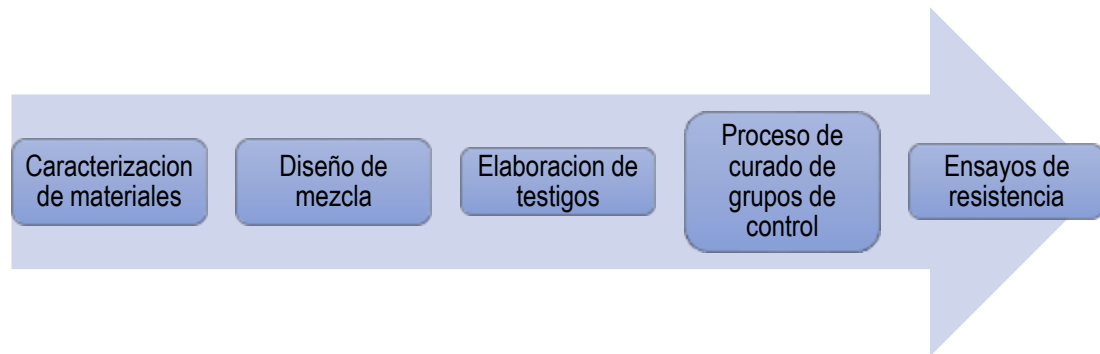 Caracterizacion
de materiales
Diseño de
mezcla
Elaboracion de
testigos
Proceso de
curado de
grupos de
control
Ensayos de
resistencia